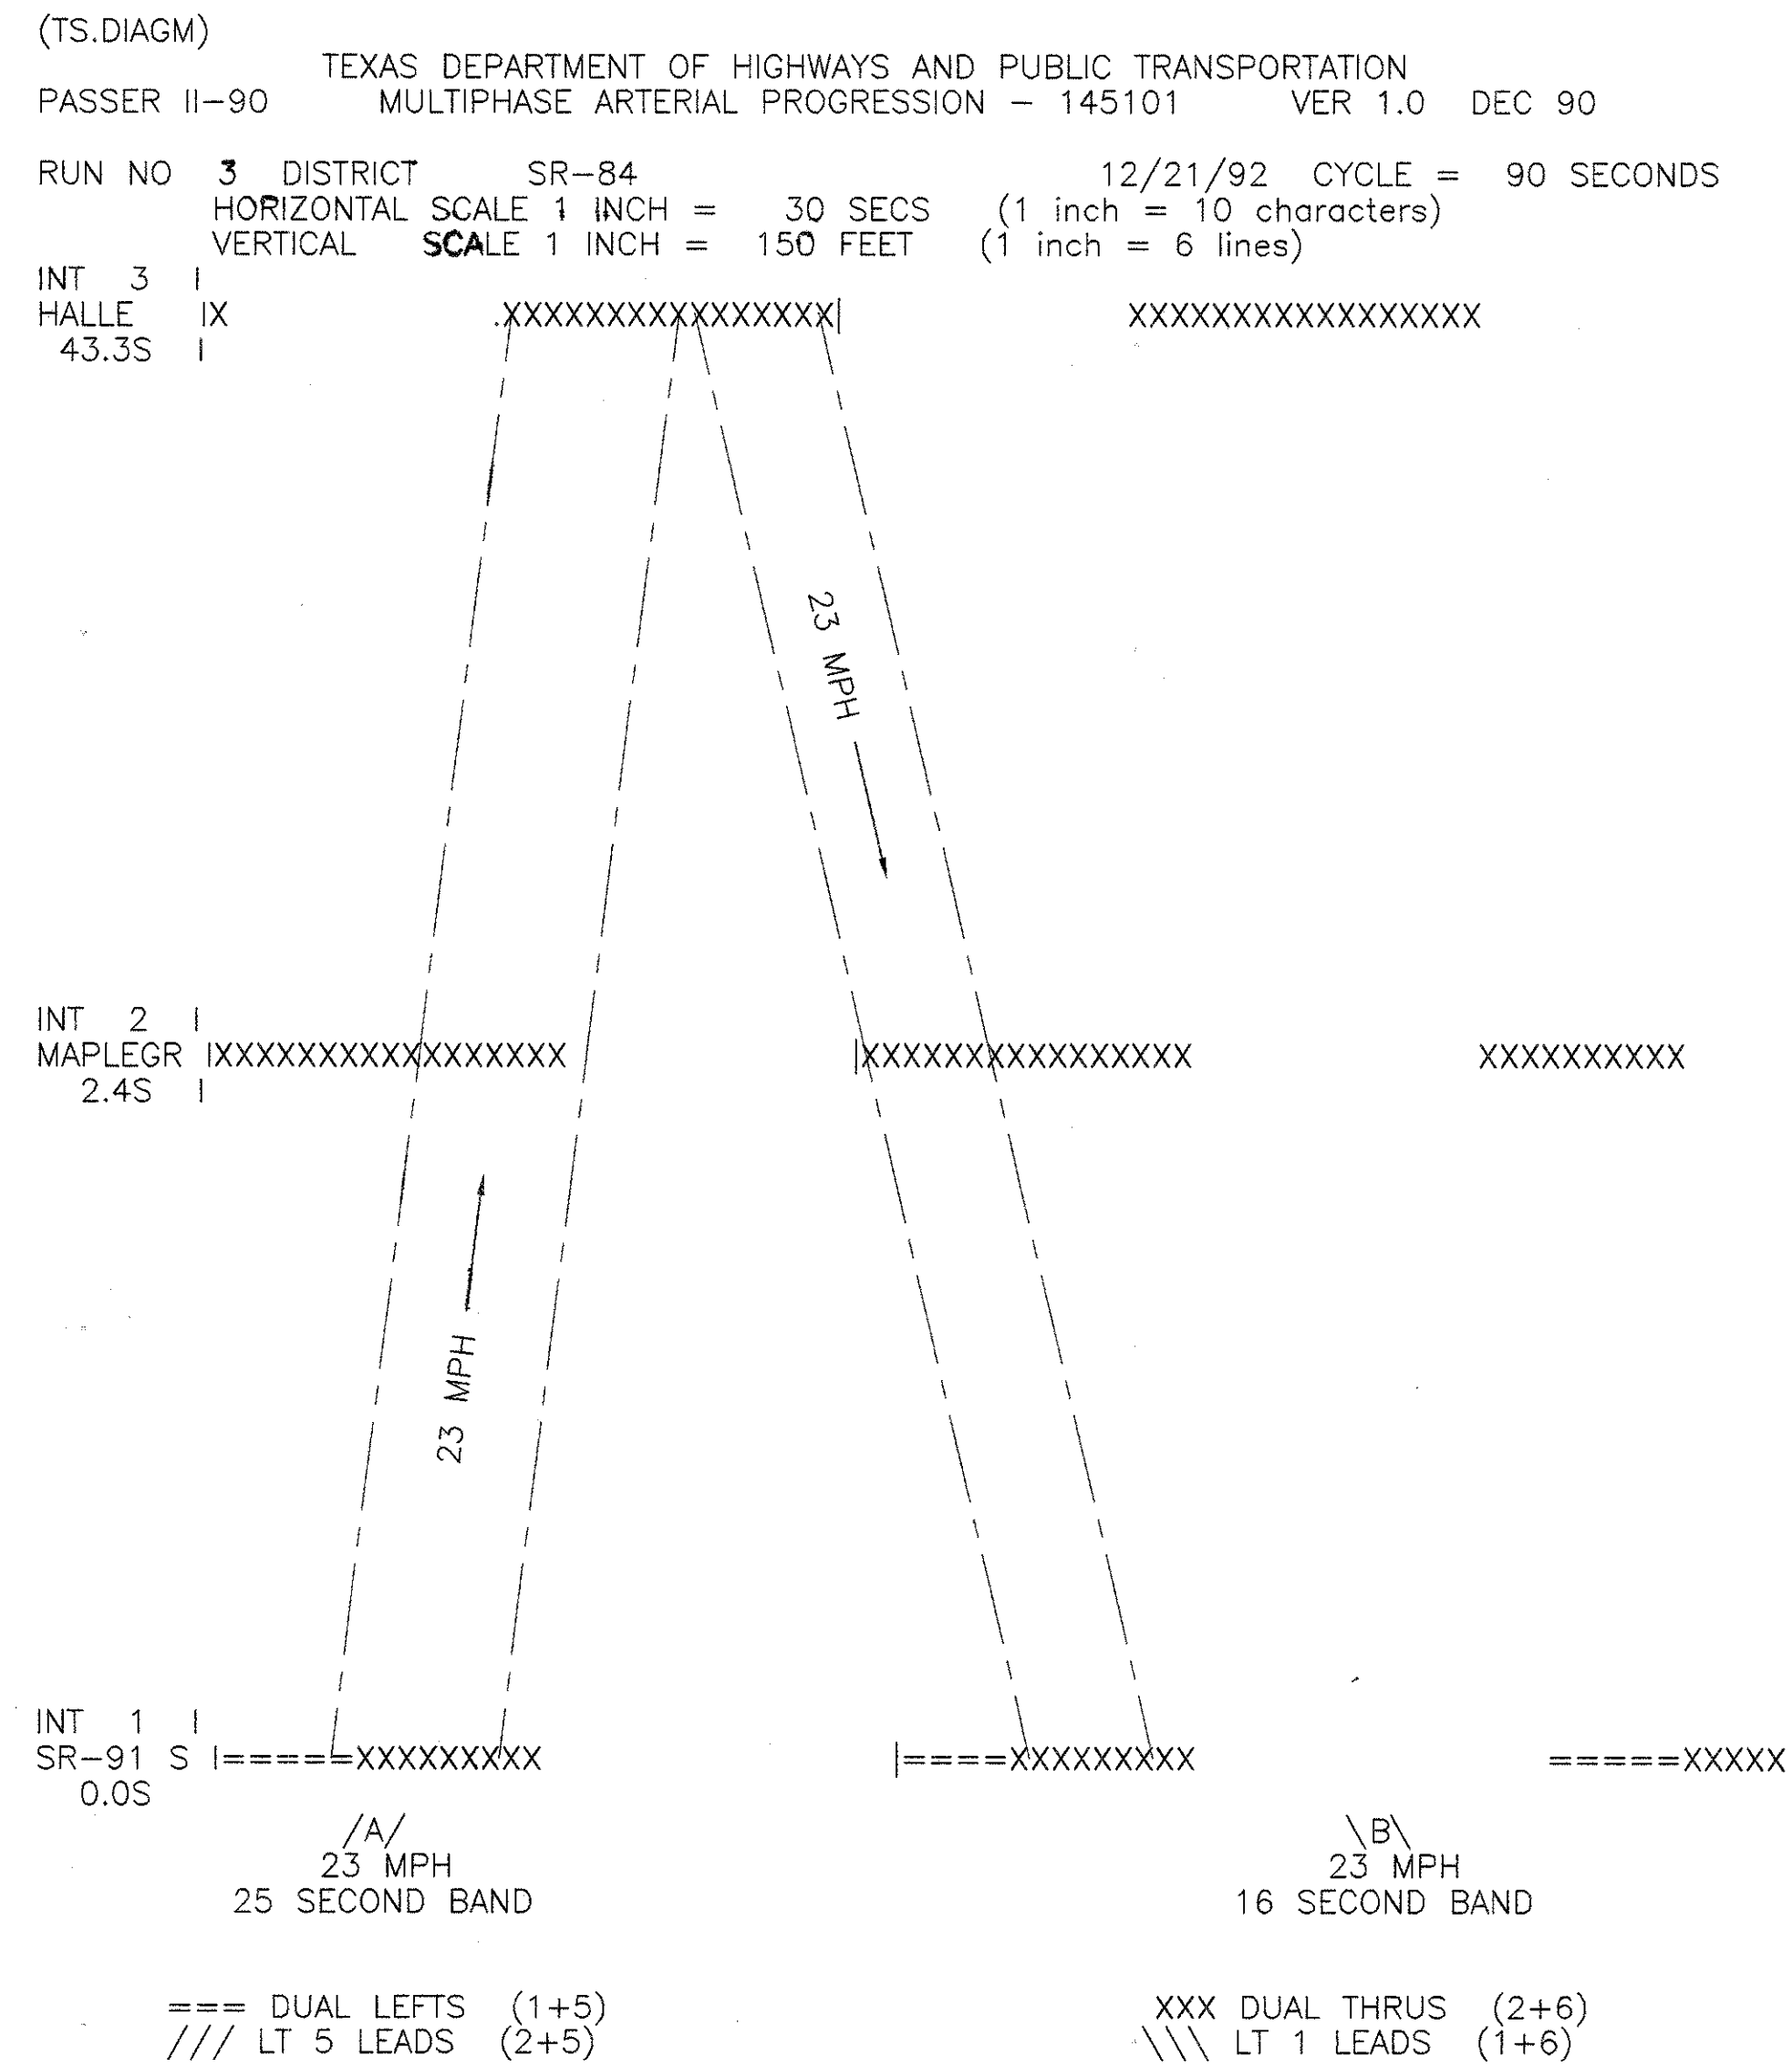 (TS.DIAGM)
TEXAS DEPARTMENT OF HIGHWAYS AND PUBLIC TRANSPORTATION
PASSER II-90 MULTIPHASE ARTERIAL PROGRESSION - 145101 VER 1.0 DEC 90
RUN NO 3 DISTRICT SR-84 12/21/92 CYCLE = 90 SECONDS
HORIZONTAL SCALE 1 INCH = 30 SECS (1 inch = 10 characters)
VERTICAL SCALE 1 INCH = 150 FEET (1 inch = 6 lines)
INT 3 |
HALLE |X .XXXXXXXXXXXXXXXX| XXXXXXXXXXXXXXXXX
43.3S |
23 MPH
INT 2 |
MAPLEGR |XXXXXXXXXXXXXXXXX |XXXXXXXXXXXXXXXX XXXXXXXXXX
2.4S |
23 MPH
INT 1 |
SR-91 S |=====XXXXXXXXX |====XXXXXXXXX =====XXXXX
0.0S
/A/ \B\
23 MPH 23 MPH
25 SECOND BAND 16 SECOND BAND
=== DUAL LEFTS (1+5) XXX DUAL THRUS (2+6)
/// LT 5 LEADS (2+5) \\\ LT 1 LEADS (1+6)